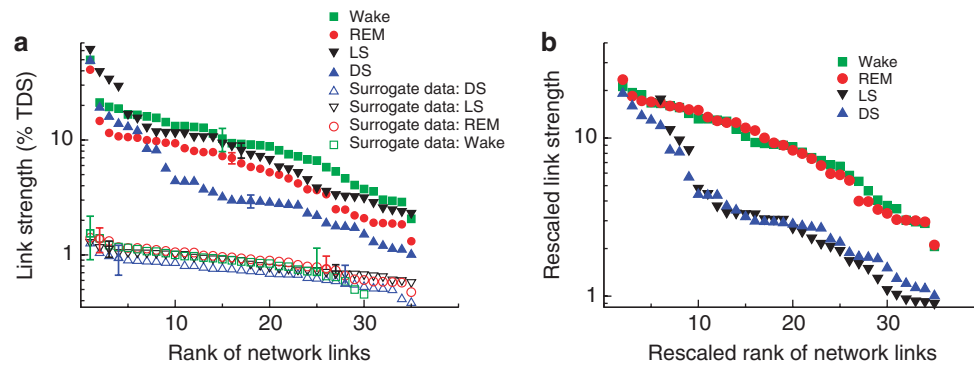 a
Wake
REM
LS
DS
Surrogate data: DS
Surrogate data: LS
Surrogate data: REM
Surrogate data: Wake
Link strength (% TDS)
10
1
10
20
30
Rank of network links
b
Wake
REM
LS
DS
Rescaled link strength
10
1
10
20
30
Rescaled rank of network links